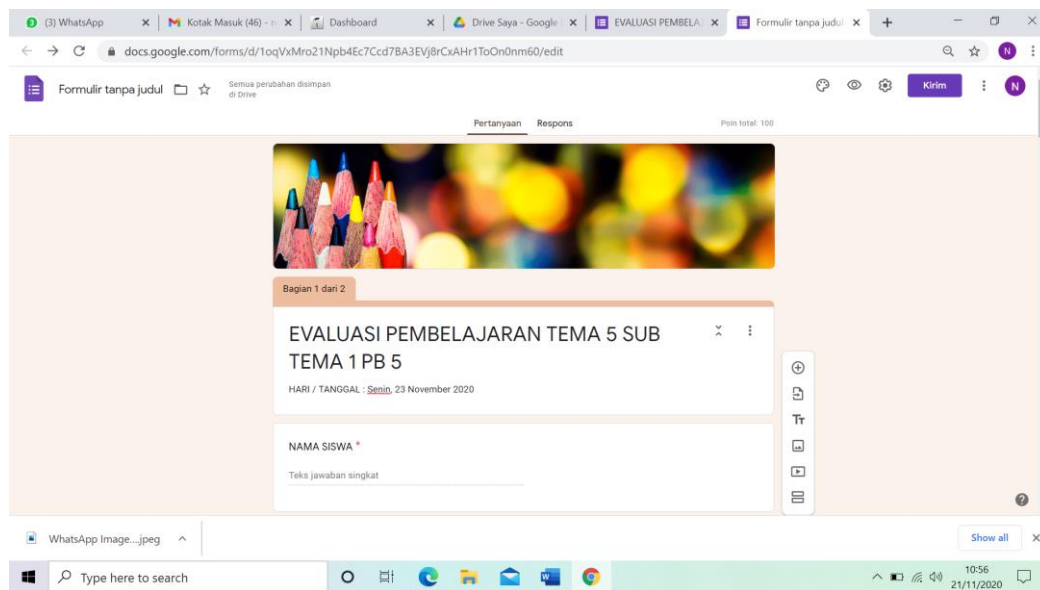 (3) WhatsApp
Kotak Masuk (46) - n
Dashboard
Drive Saya - Google
EVALUASI PEMBELA
Formulir tanpa judul
docs.google.com/forms/d/1oqVxMro21Npb4Ec7Ccd7BA3EVj8rCxAHr1ToOn0nm60/edit
N
Formulir tanpa judul
Semua perubahan disimpan
di Drive
Kirim
N
Pertanyaan Respons
Poin total: 100
Bagian 1 dari 2
EVALUASI PEMBELAJARAN TEMA 5 SUB
TEMA 1 PB 5
HARI / TANGGAL : Senin, 23 November 2020
Tт
NAMA SISWA *
Teks jawaban singkat
WhatsApp Image....jpeg
Show all
Type here to search
10:56
21/11/2020